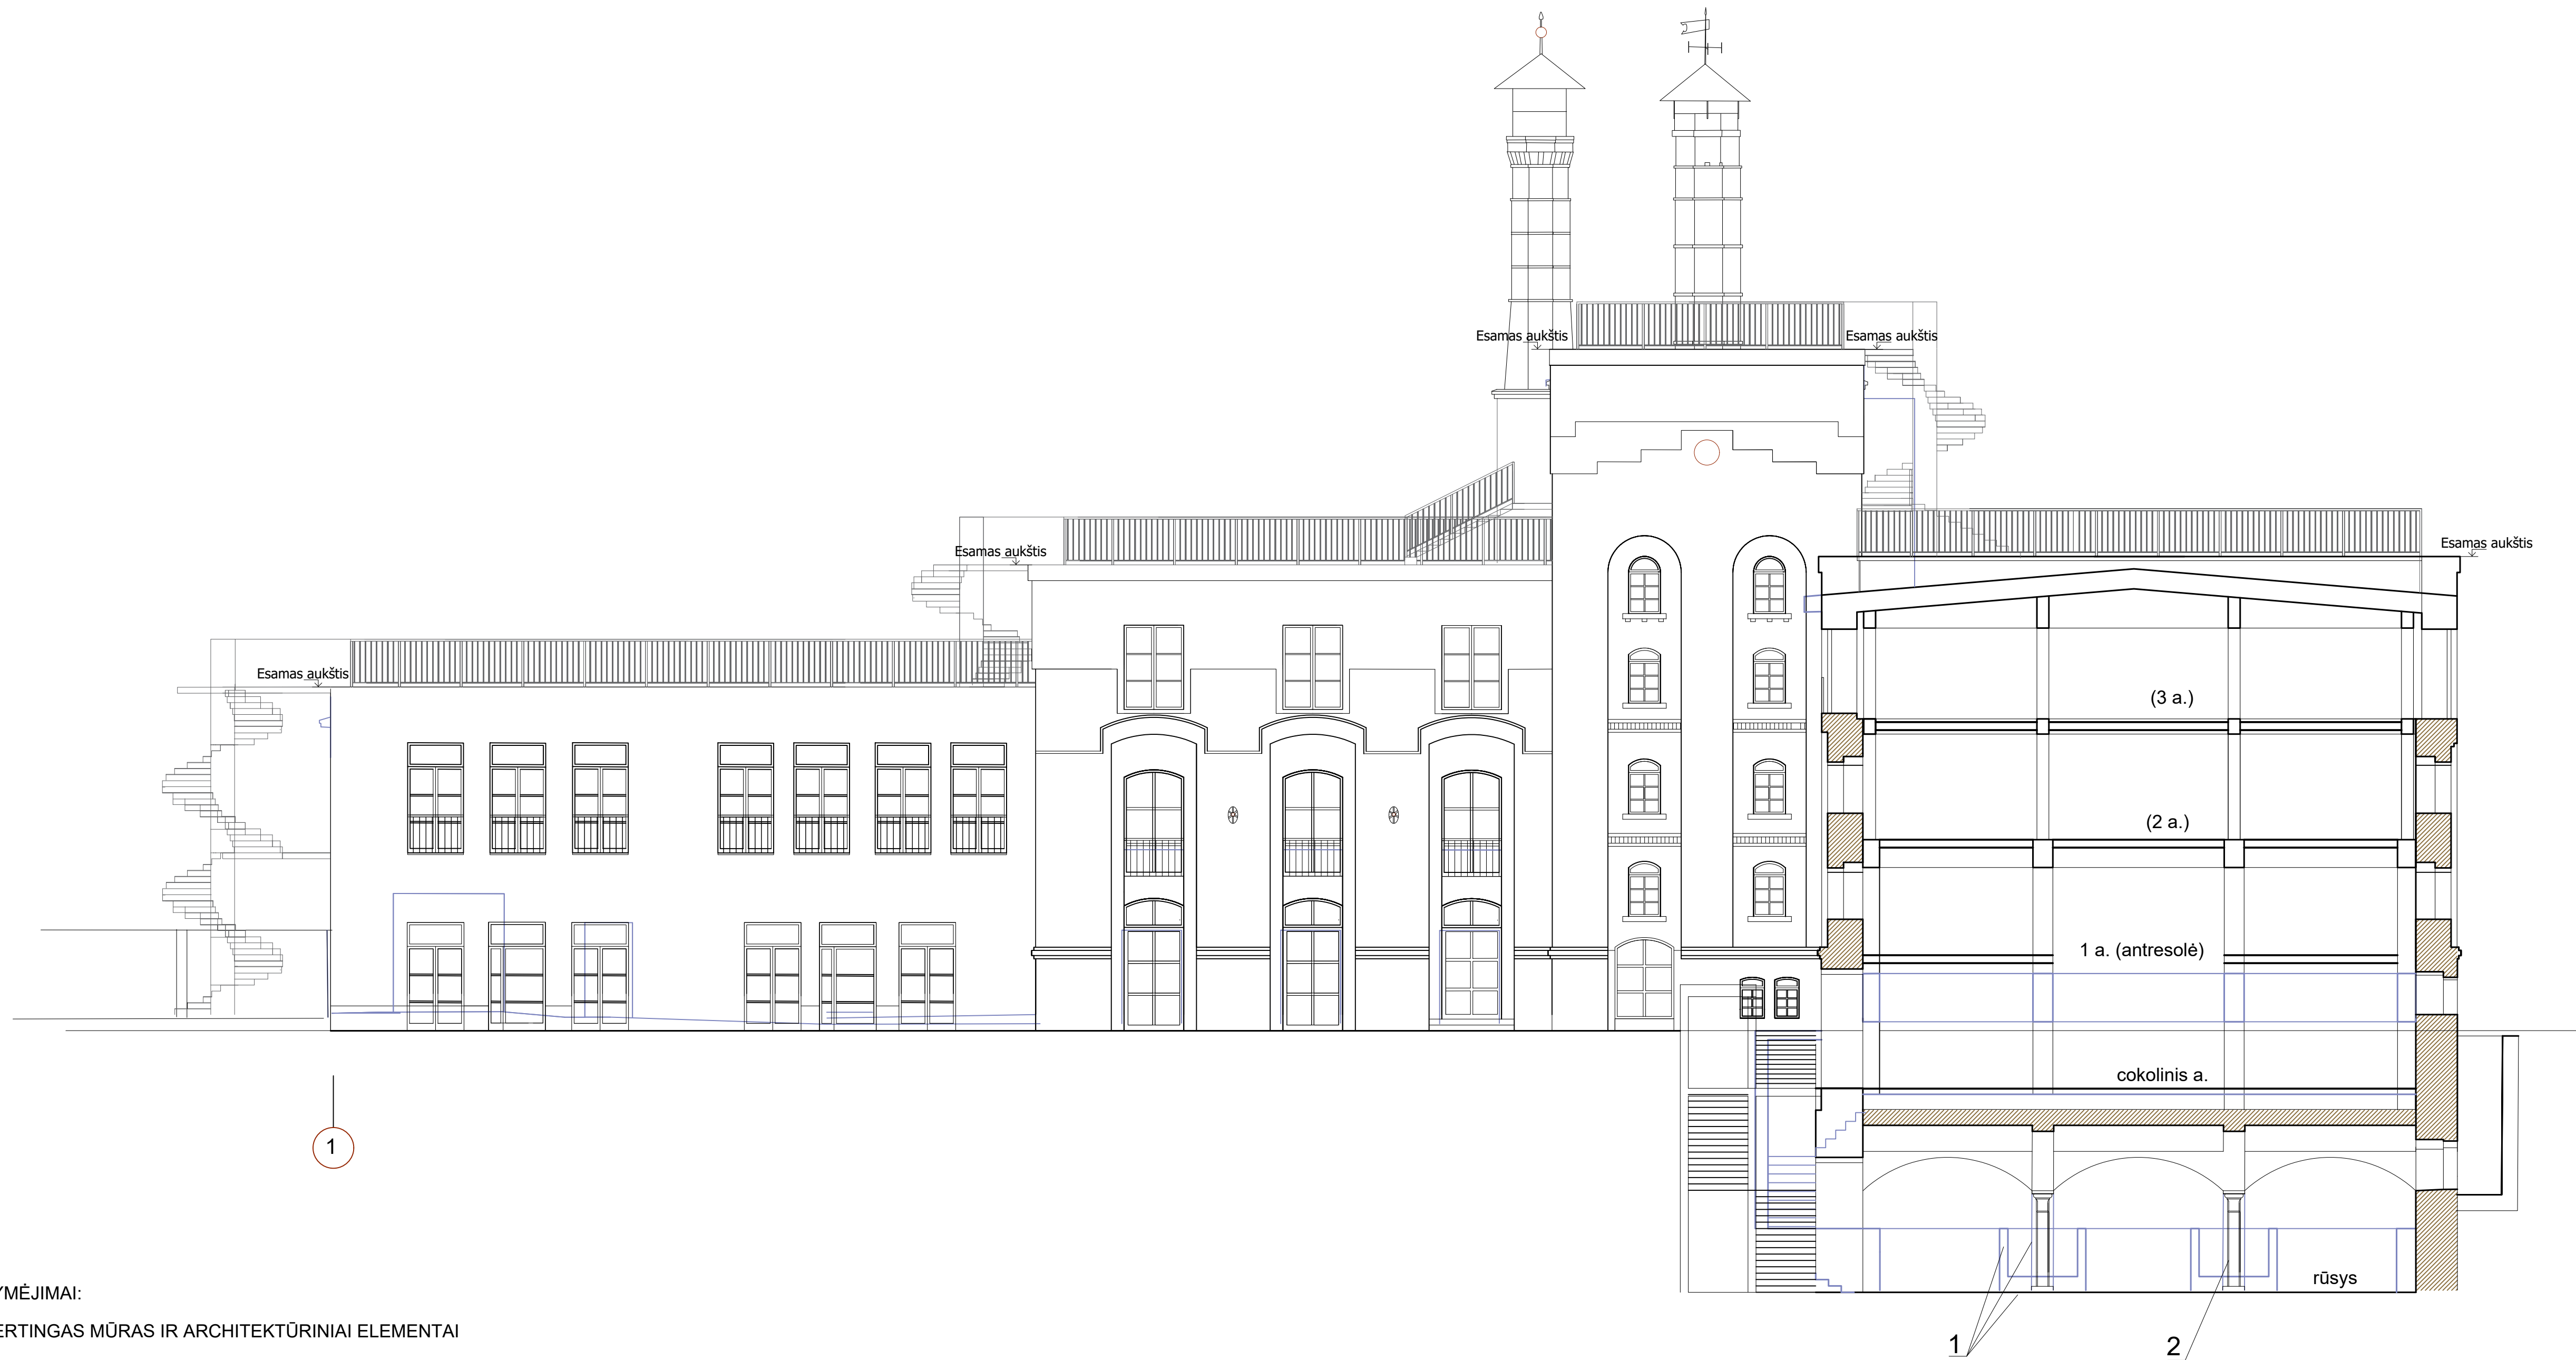 Esamas aukštis
Esamas aukštis
Esamas aukštis
Esamas aukštis
Esamas aukštis
(3 a.)
(2 a.)
1 a. (antresolė)
cokolinis a.
1
rūsys
YMĖJIMAI:
ERTINGAS MŪRAS IR ARCHITEKTŪRINIAI ELEMENTAI
1
2